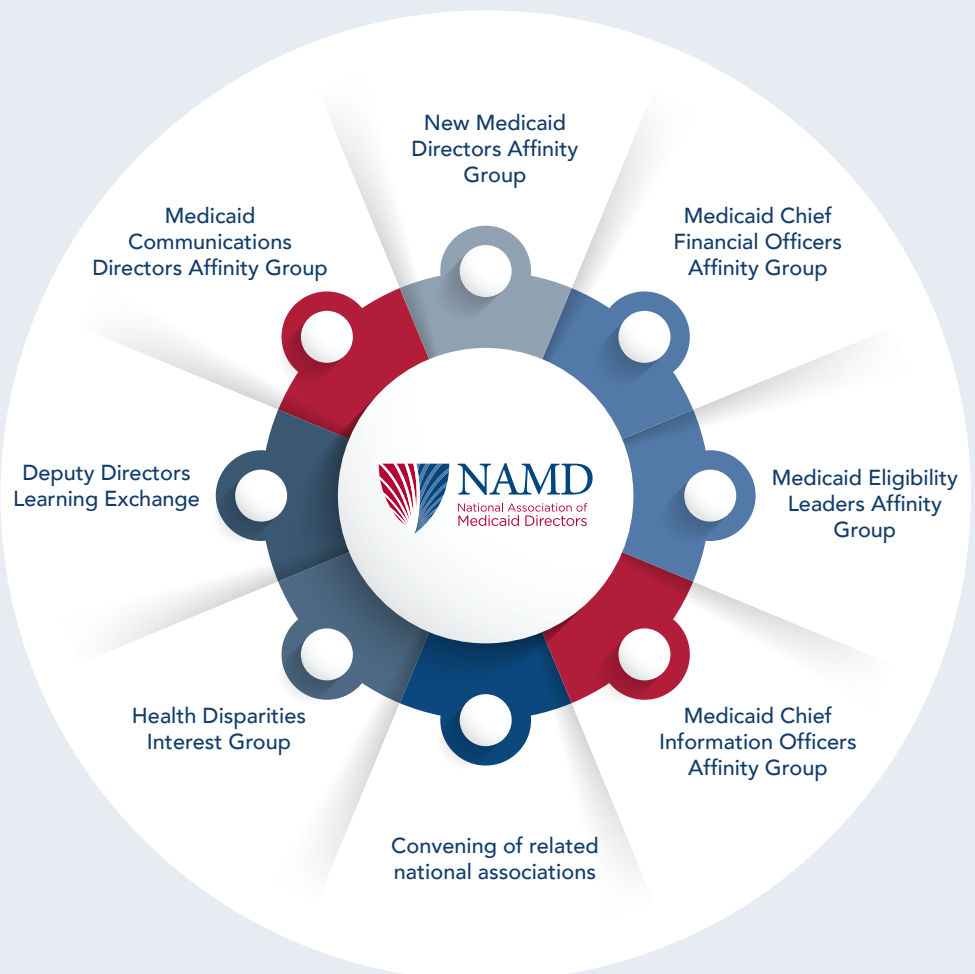 New Medicaid
Directors Affinity
Group
Medicaid Chief
Financial Officers
Affinity Group
Medicaid Eligibility
Leaders Affinity
Group
Medicaid Chief
Information Officers
Affinity Group
Convening of related
national associations
Health Disparities
Interest Group
Deputy Directors
Learning Exchange
Medicaid
Communications
Directors Affinity Group
NAMD
National Association of
Medicaid Directors